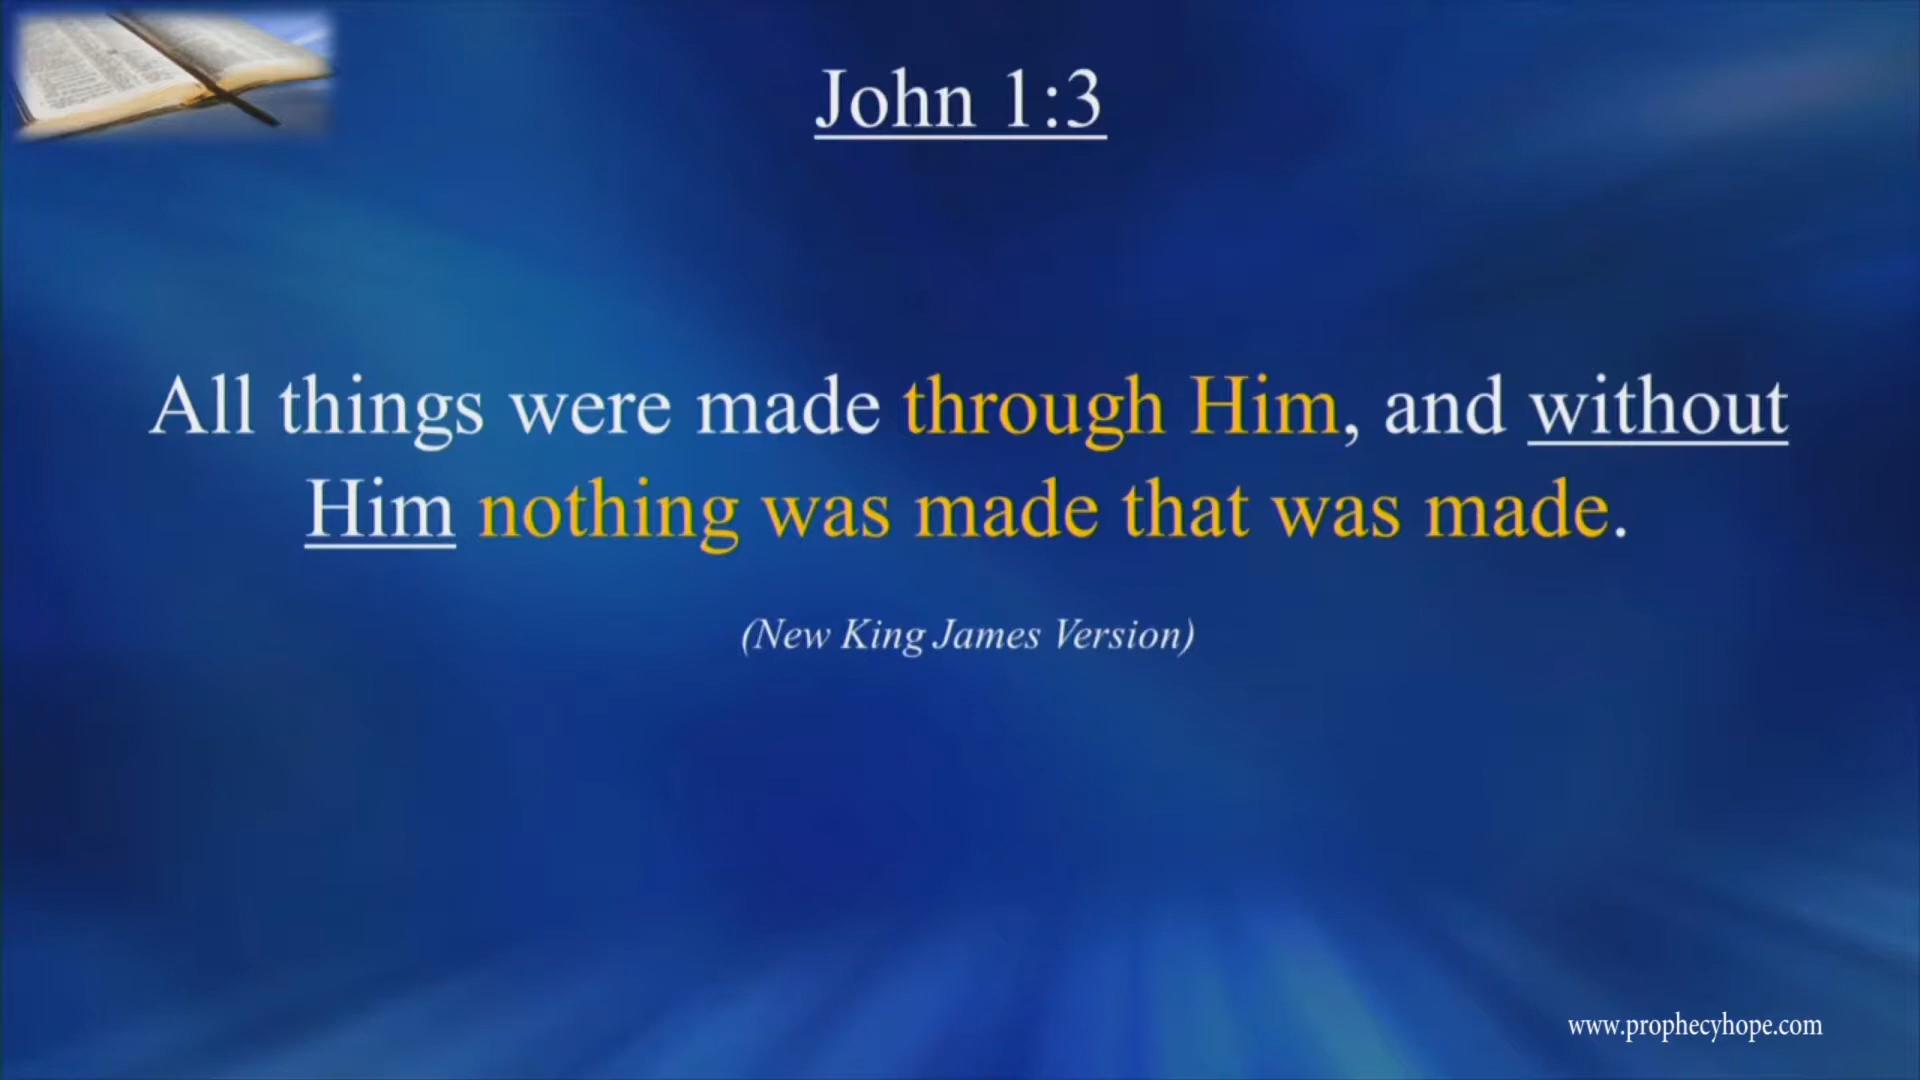 John 1:3
All things were made through Him, and without
Him nothing was made that was made.
(New King James Version)
www.prophecyhope.com